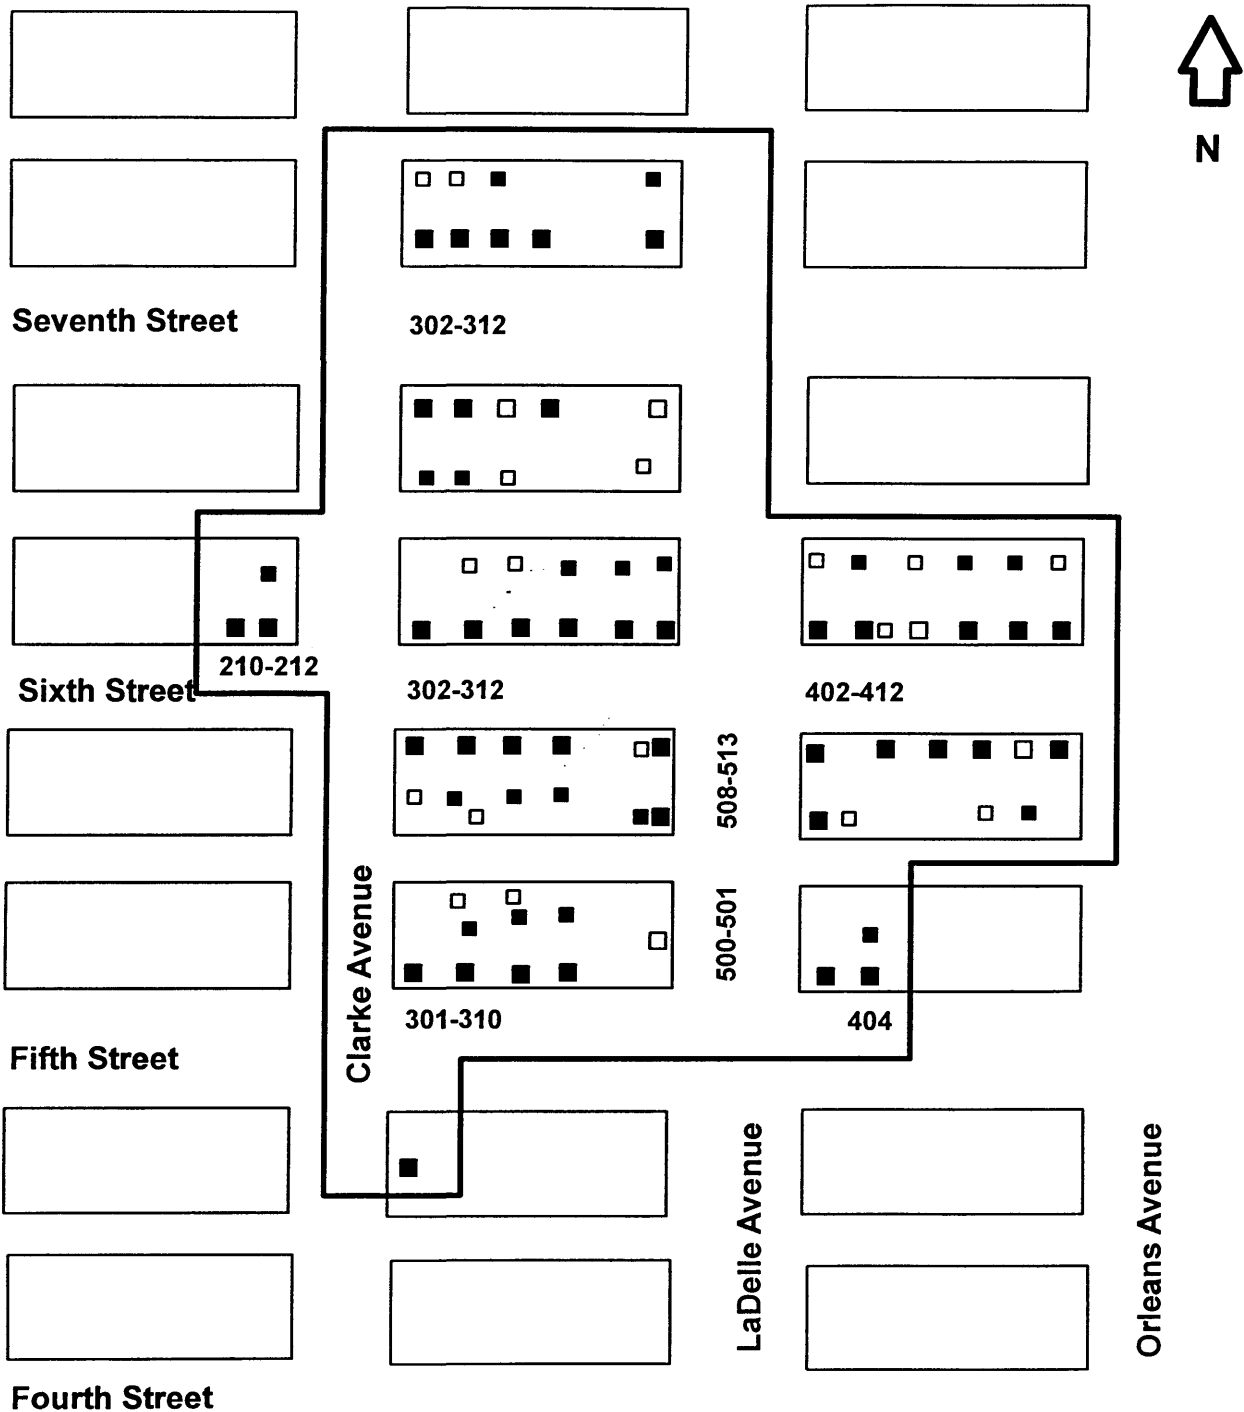 N
Seventh Street
302-312
210-212
Sixth Street
302-312
402-412
508-513
500-501
Clarke Avenue
301-310
404
Fifth Street
LaDelle Avenue
Orleans Avenue
Fourth Street